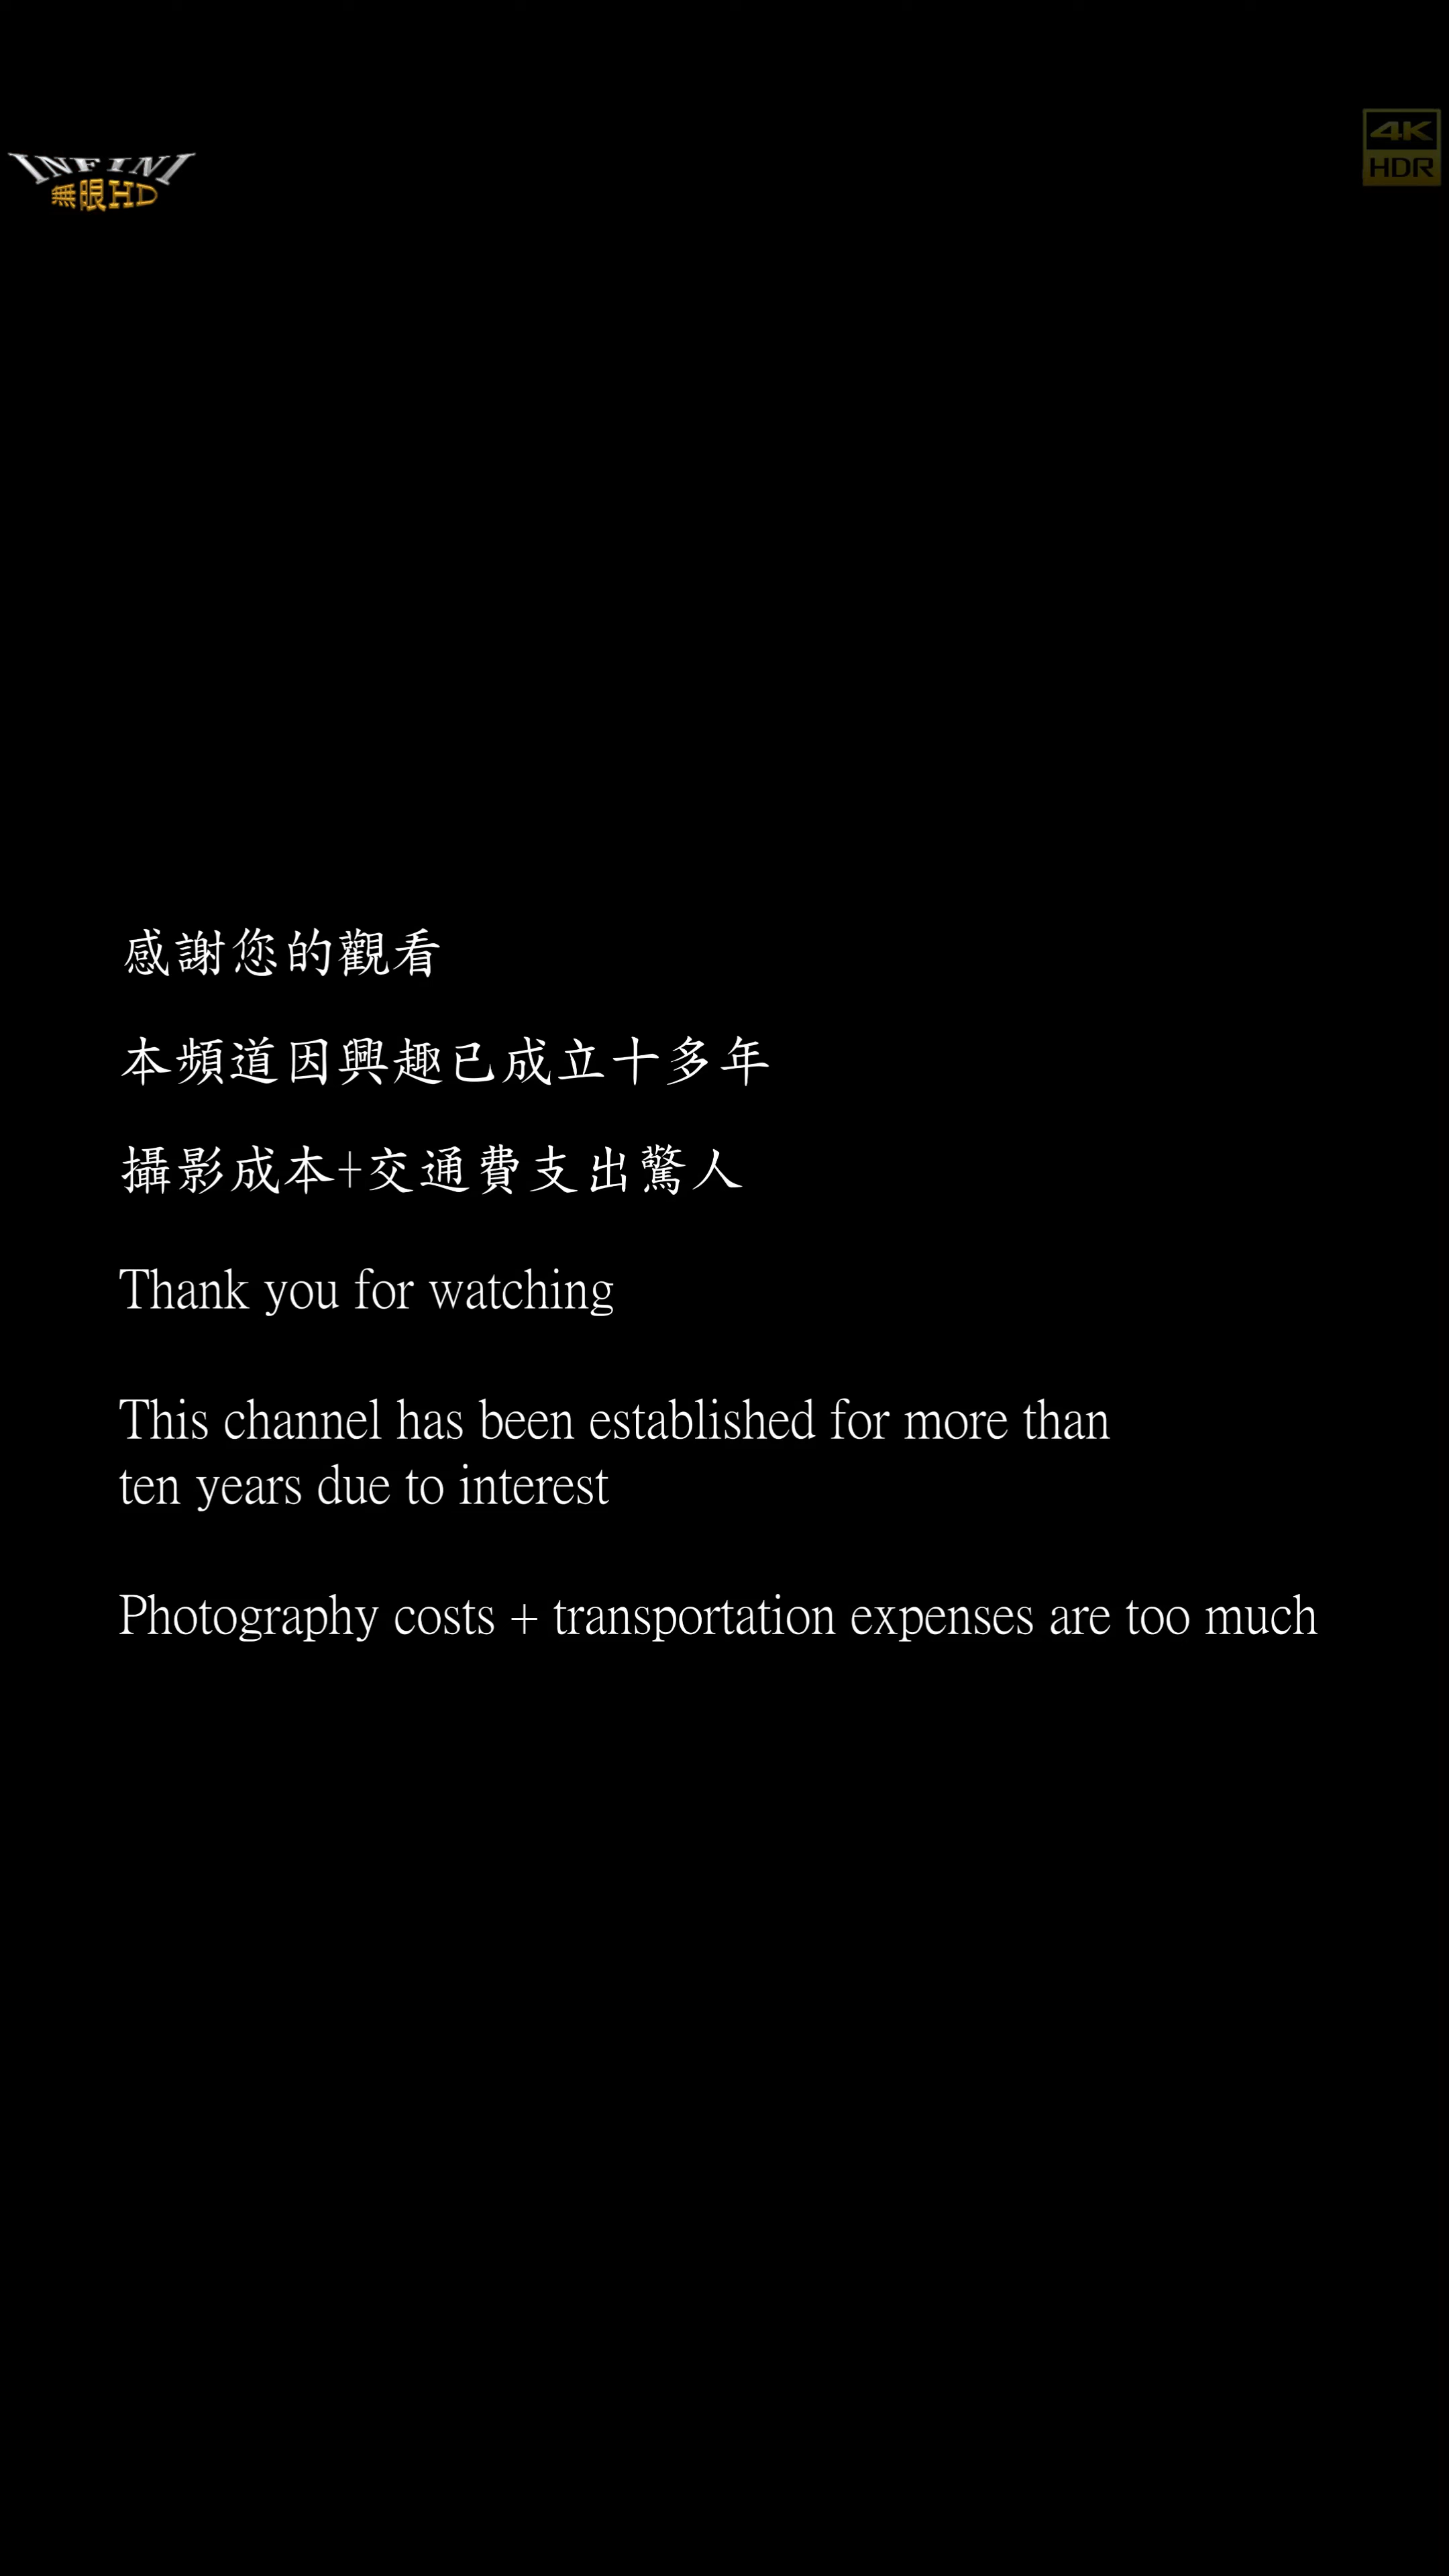 INFINI
無限HD
4K
HDR
感謝您的觀看
本頻道因興趣已成立十多年
攝影成本+交通費支出驚人
Thank you for watching
This channel has been established for more than
ten years due to interest
Photography costs + transportation expenses are too much